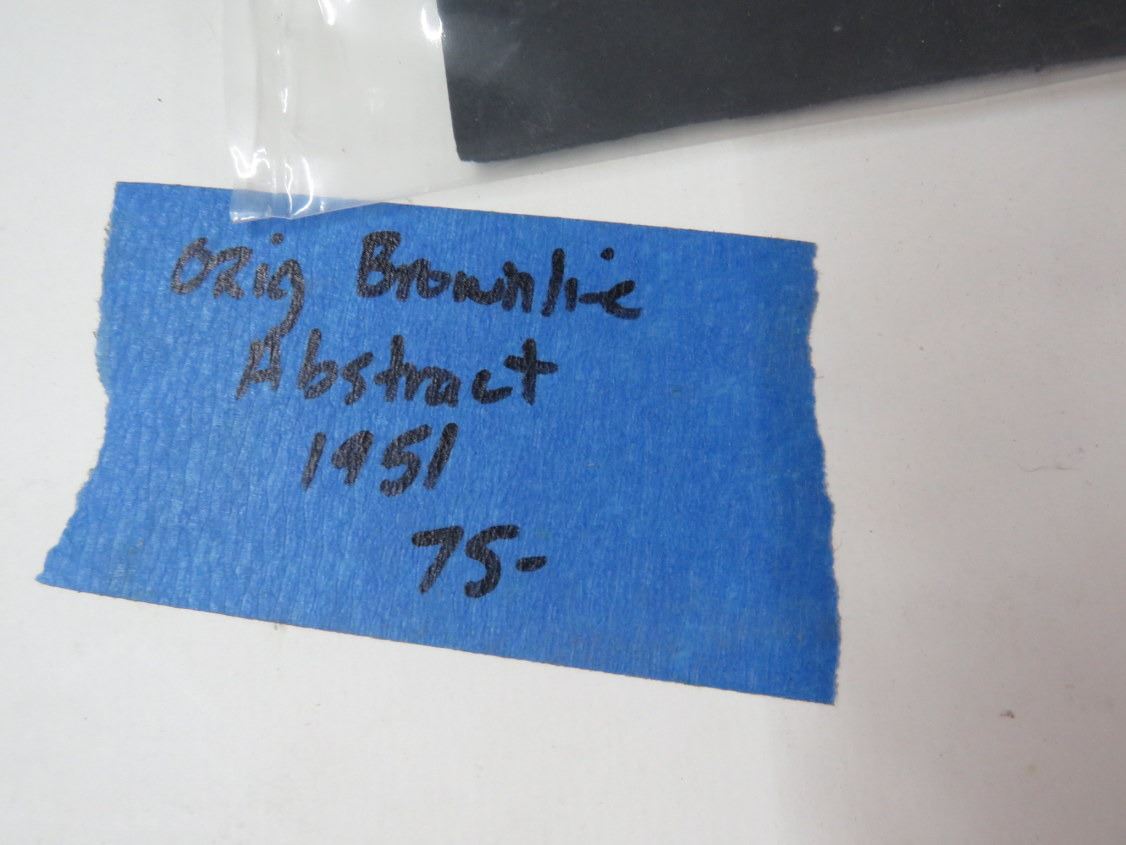 Orig Brownlie
Abstract
1951
75-